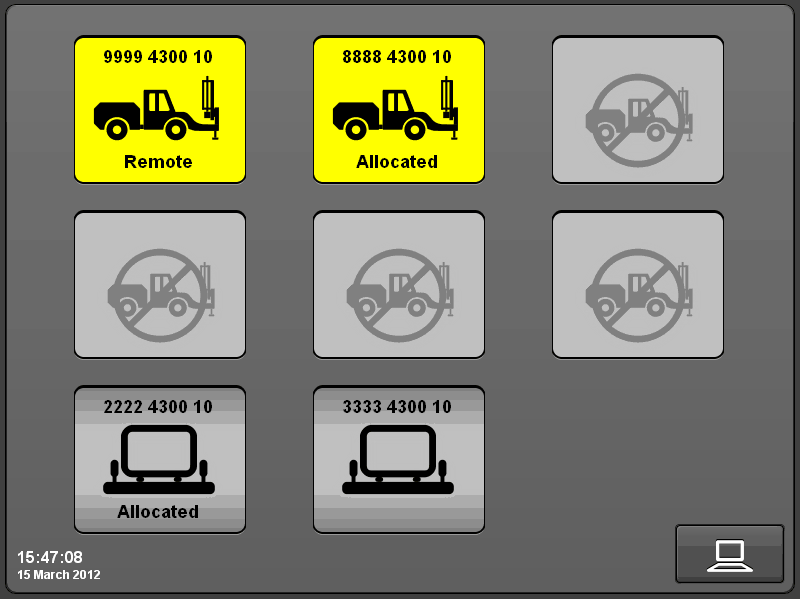 9999 4300 10
Remote
8888 4300 10
Allocated
2222 4300 10
Allocated
3333 4300 10
15:47:08
15 March 2012